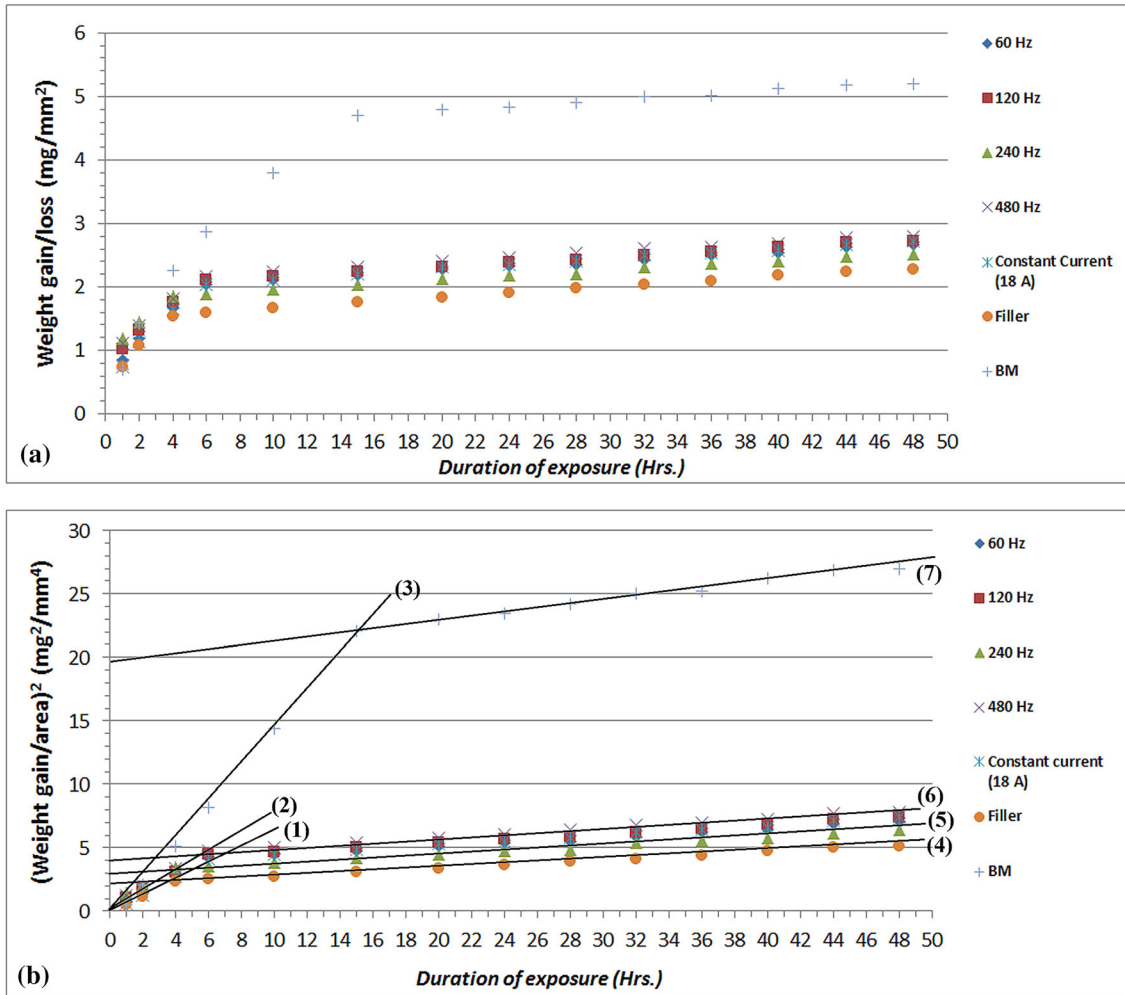 6
5
4
3
2
1
0
Weight gain/loss (mg/mm²)
0 2 4 6 8 10 12 14 16 18 20 22 24 26 28 30 32 34 36 38 40 42 44 46 48 50
Duration of exposure (Hrs.)
(a)
60 Hz
120 Hz
240 Hz
480 Hz
Constant Current
(18 A)
Filler
BM
30
25
20
15
10
5
0
(Weight gain/area)² (mg²/mm⁴)
(3)
(7)
(2)
(1)
(6)
(5)
(4)
0 2 4 6 8 10 12 14 16 18 20 22 24 26 28 30 32 34 36 38 40 42 44 46 48 50
Duration of exposure (Hrs.)
(b)
60 Hz
120 Hz
240 Hz
480 Hz
Constant current
(18 A)
Filler
BM